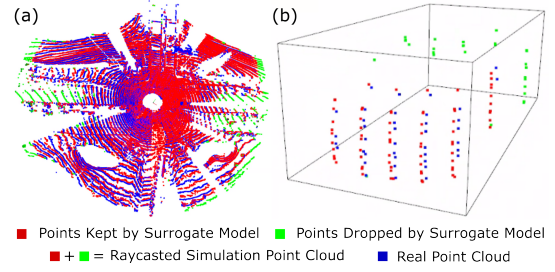 (a)
(b)
Points Kept by Surrogate Model
Points Dropped by Surrogate Model
+ = Raycasted Simulation Point Cloud
Real Point Cloud